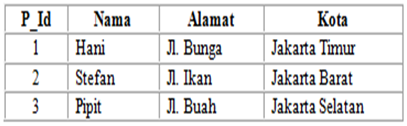 P_Id Nama Alamat Kota
1 Hani Jl. Bunga Jakarta Timur
2 Stefan Jl. Ikan Jakarta Barat
3 Pipit Jl. Buah Jakarta Selatan